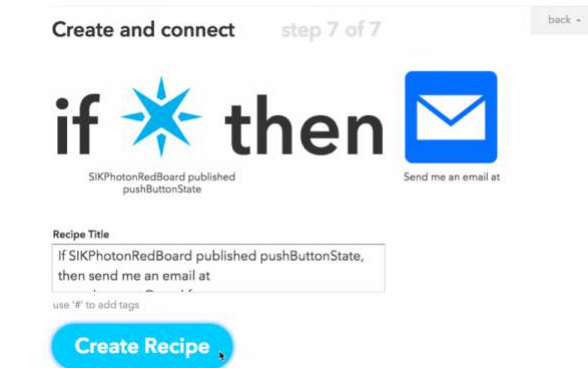 Create and connect
step 7 of 7
back
if then
SIKPhotonRedBoard published
pushButtonState
Send me an email at
Recipe Title
If SIKPhotonRedBoard published pushButtonState,
then send me an email at
use '#' to add tags
Create Recipe